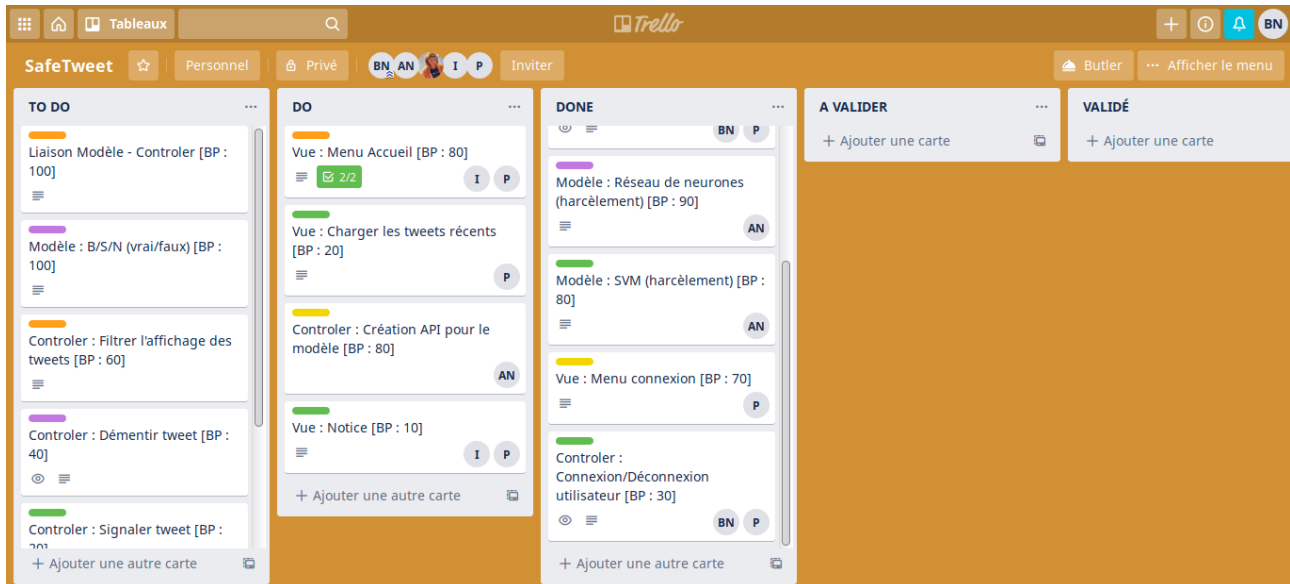 Tableaux
Trello
BN
SafeTweet
Personnel
Privé
BN AN I P
Inviter
Butler
... Afficher le menu
TO DO
Liaison Modèle - Controler [BP :
100]
Modèle : B/S/N (vrai/faux) [BP :
100]
Controler : Filtrer l'affichage des
tweets [BP : 60]
Controler : Démentir tweet [BP :
40]
Controler : Signaler tweet [BP :
20]
+ Ajouter une autre carte
DO
Vue : Menu Accueil [BP : 80]
2/2
I P
Vue : Charger les tweets récents
[BP : 20]
P
Controler : Création API pour le
modèle [BP : 80]
AN
Vue : Notice [BP : 10]
I P
+ Ajouter une autre carte
DONE
BN P
Modèle : Réseau de neurones
(harcèlement) [BP : 90]
AN
Modèle : SVM (harcèlement) [BP :
80]
AN
Vue : Menu connexion [BP : 70]
P
Controler :
Connexion/Déconnexion
utilisateur [BP : 30]
BN P
+ Ajouter une autre carte
A VALIDER
+ Ajouter une carte
VALIDÉ
+ Ajouter une carte